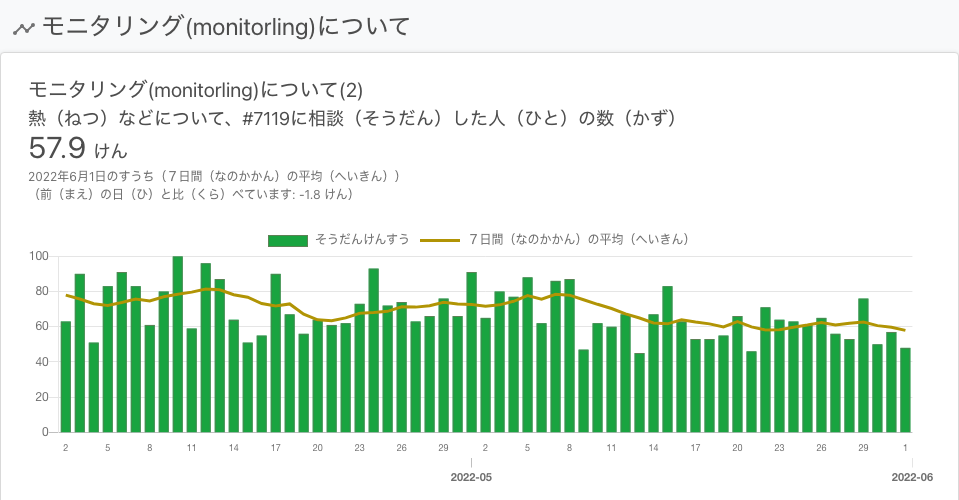 モニタリング(monitorling)について
モニタリング(monitorling)について(2)
熱（ねつ）などについて、#7119に相談（そうだん）した人（ひと）の数（かず）
57.9 けん
2022年6月1日のすうち（７日間（なのかかん）の平均（へいきん））
（前（まえ）の日（ひ）と比（くら）べています: -1.8 けん）
そうだんけんすう ７日間（なのかかん）の平均（へいきん）
100
80
60
40
20
0
2 5 8 11 14 17 20 23 26 29 2 5 8 11 14 17 20 23 26 29 1
2022-05 2022-06